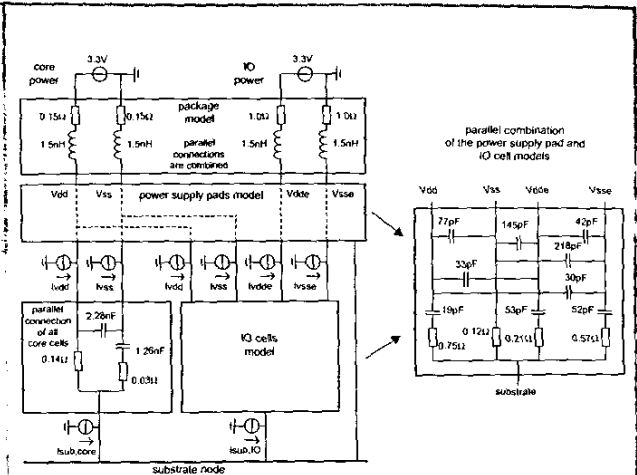 core power
3.3V
IO power
3.3V
0.15Ω
0.15Ω
package model
1.0Ω
1.0Ω
1.5nH
1.5nH
parallel connections are combined
1.5nH
1.5nH
Vdd
Vss
power supply pads model
Vdde
Vsse
Ivdd
Ivss
Ivdd
Ivss
Ivdde
Ivsse
parallel connection of all core cells
2.28nF
1.26nF
0.14Ω
0.03Ω
IO cells model
Isub,core
Isub,IO
substrate node
parallel combination
of the power supply pad and
IO cell models
Vdd
Vss
Vdde
Vsse
77pF
145pF
42pF
218pF
33pF
30pF
19pF
53pF
52pF
0.75Ω
0.12Ω
0.21Ω
0.57Ω
substrate